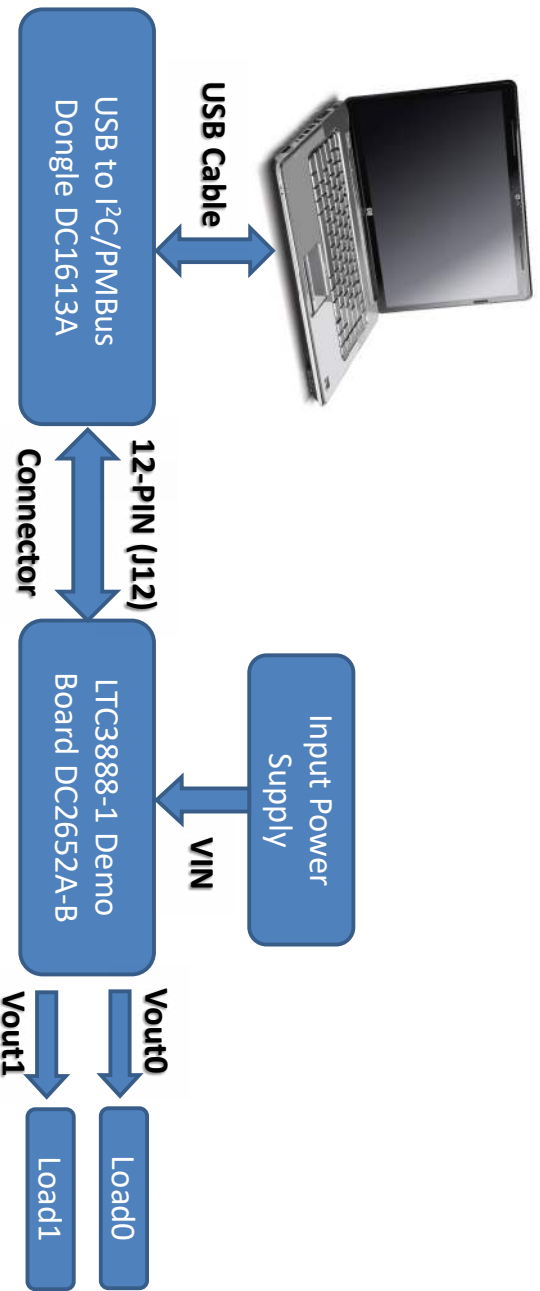 USB Cable
USB to I²C/PMBus
Dongle DC1613A
12-PIN (J12)
Connector
Input Power
Supply
VIN
LTC3888-1 Demo
Board DC2652A-B
Vout0
Vout1
Load0
Load1